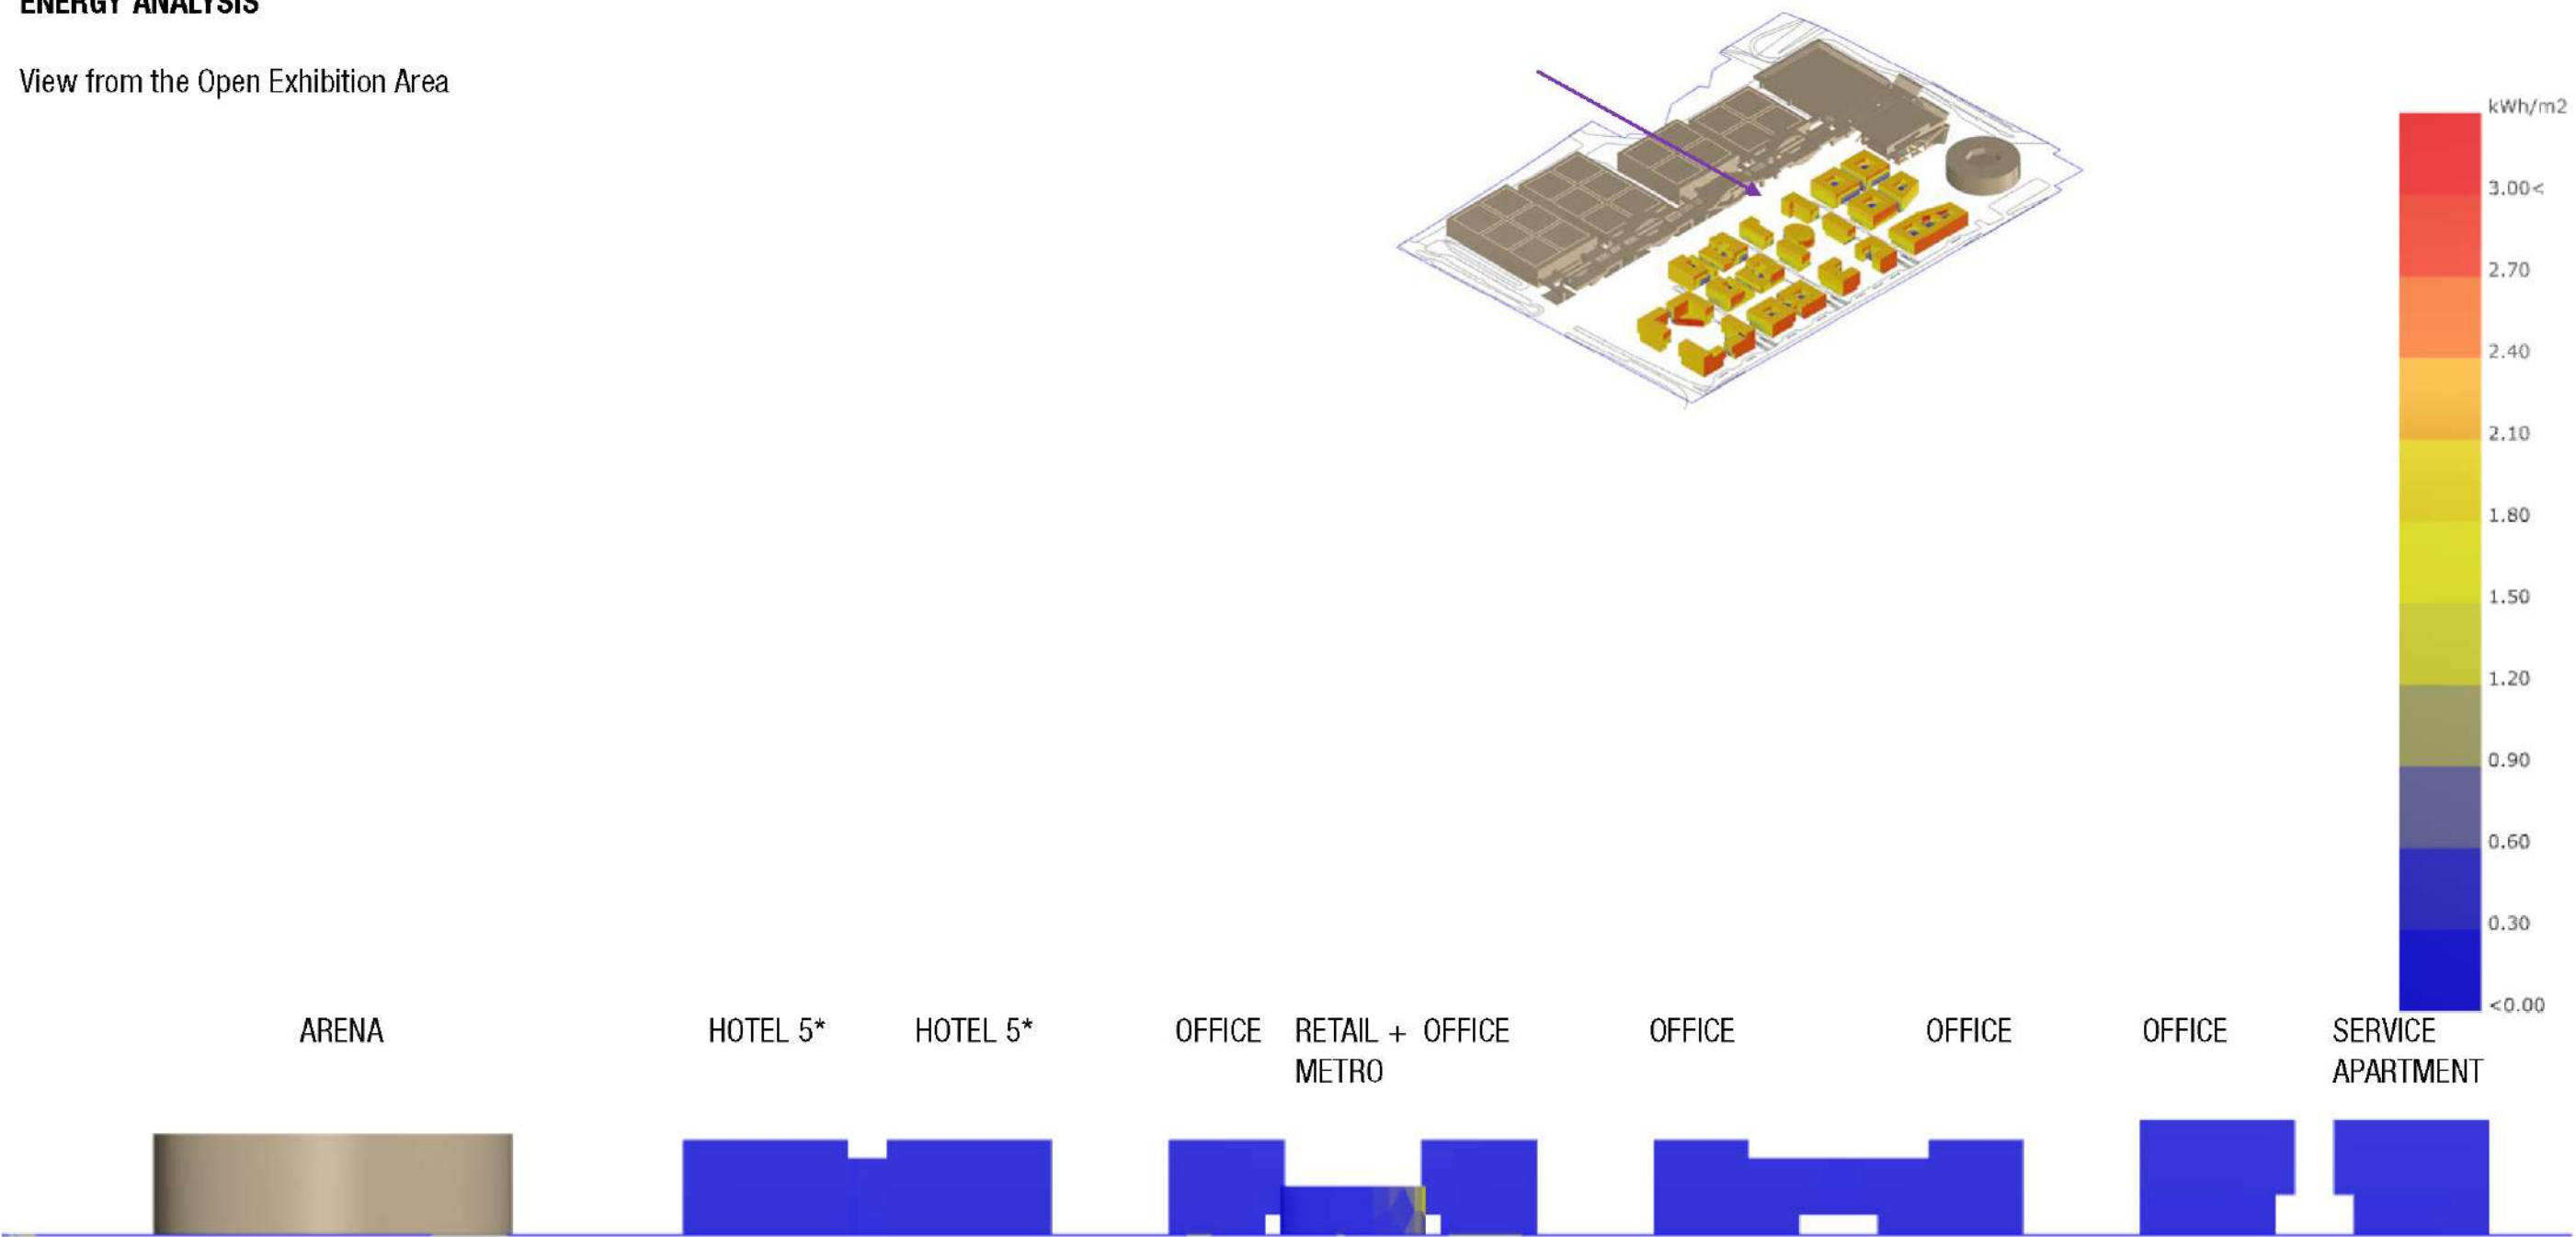 ENERGY ANALYSIS
View from the Open Exhibition Area
kWh/m2
3.00<
2.70
2.40
2.10
1.80
1.50
1.20
0.90
0.60
0.30
<0.00
ARENA
HOTEL 5*
HOTEL 5*
OFFICE
RETAIL +
METRO
OFFICE
OFFICE
OFFICE
OFFICE
SERVICE
APARTMENT